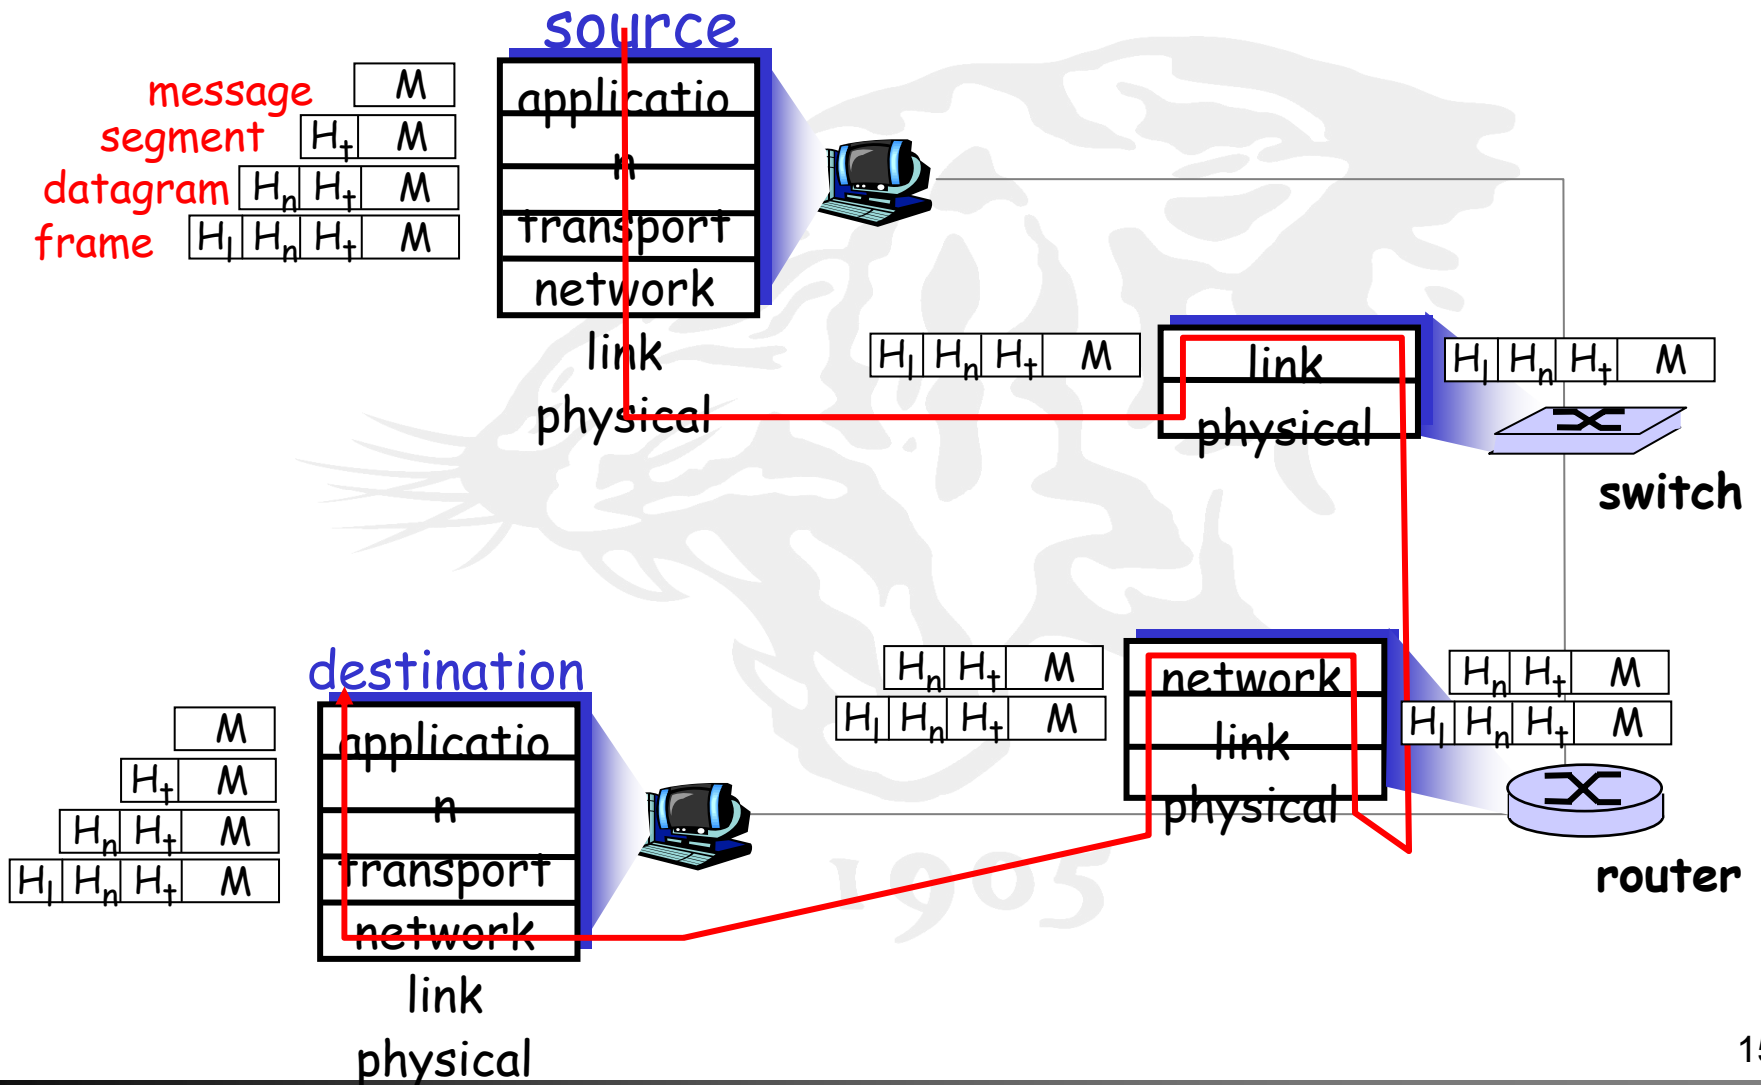 source
message M
segment Ht M
datagram Hn Ht M
frame Hl Hn Ht M
applicatio
n
transport
network
link
physical
Hl Hn Ht M
link
physical
Hl Hn Ht M
switch
destination
M
Ht M
Hn Ht M
Hl Hn Ht M
applicatio
n
transport
network
link
physical
Hn Ht M
Hl Hn Ht M
network
link
physical
Hn Ht M
Hl Hn Ht M
router
1905
15